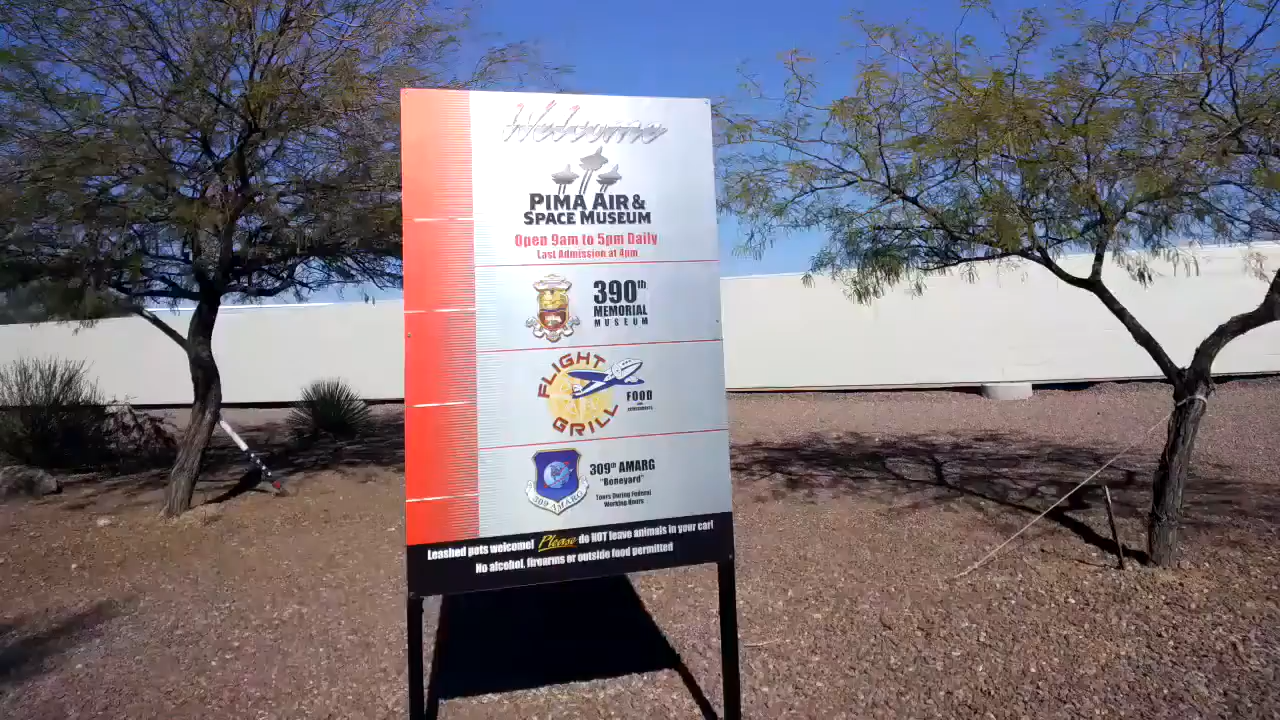 Welcome
PIMA AIR &
SPACE MUSEUM
Open 9am to 5pm Daily
Last Admission at 4pm
390th
MEMORIAL
MUSEUM
FLIGHT
GRILL
FOOD
309th AMARG
"Boneyard"
Tours During Federal
Working Hours
309 AMARG
Leashed pets welcome! Please do NOT leave animals in your car!
No alcohol, firearms or outside food permitted